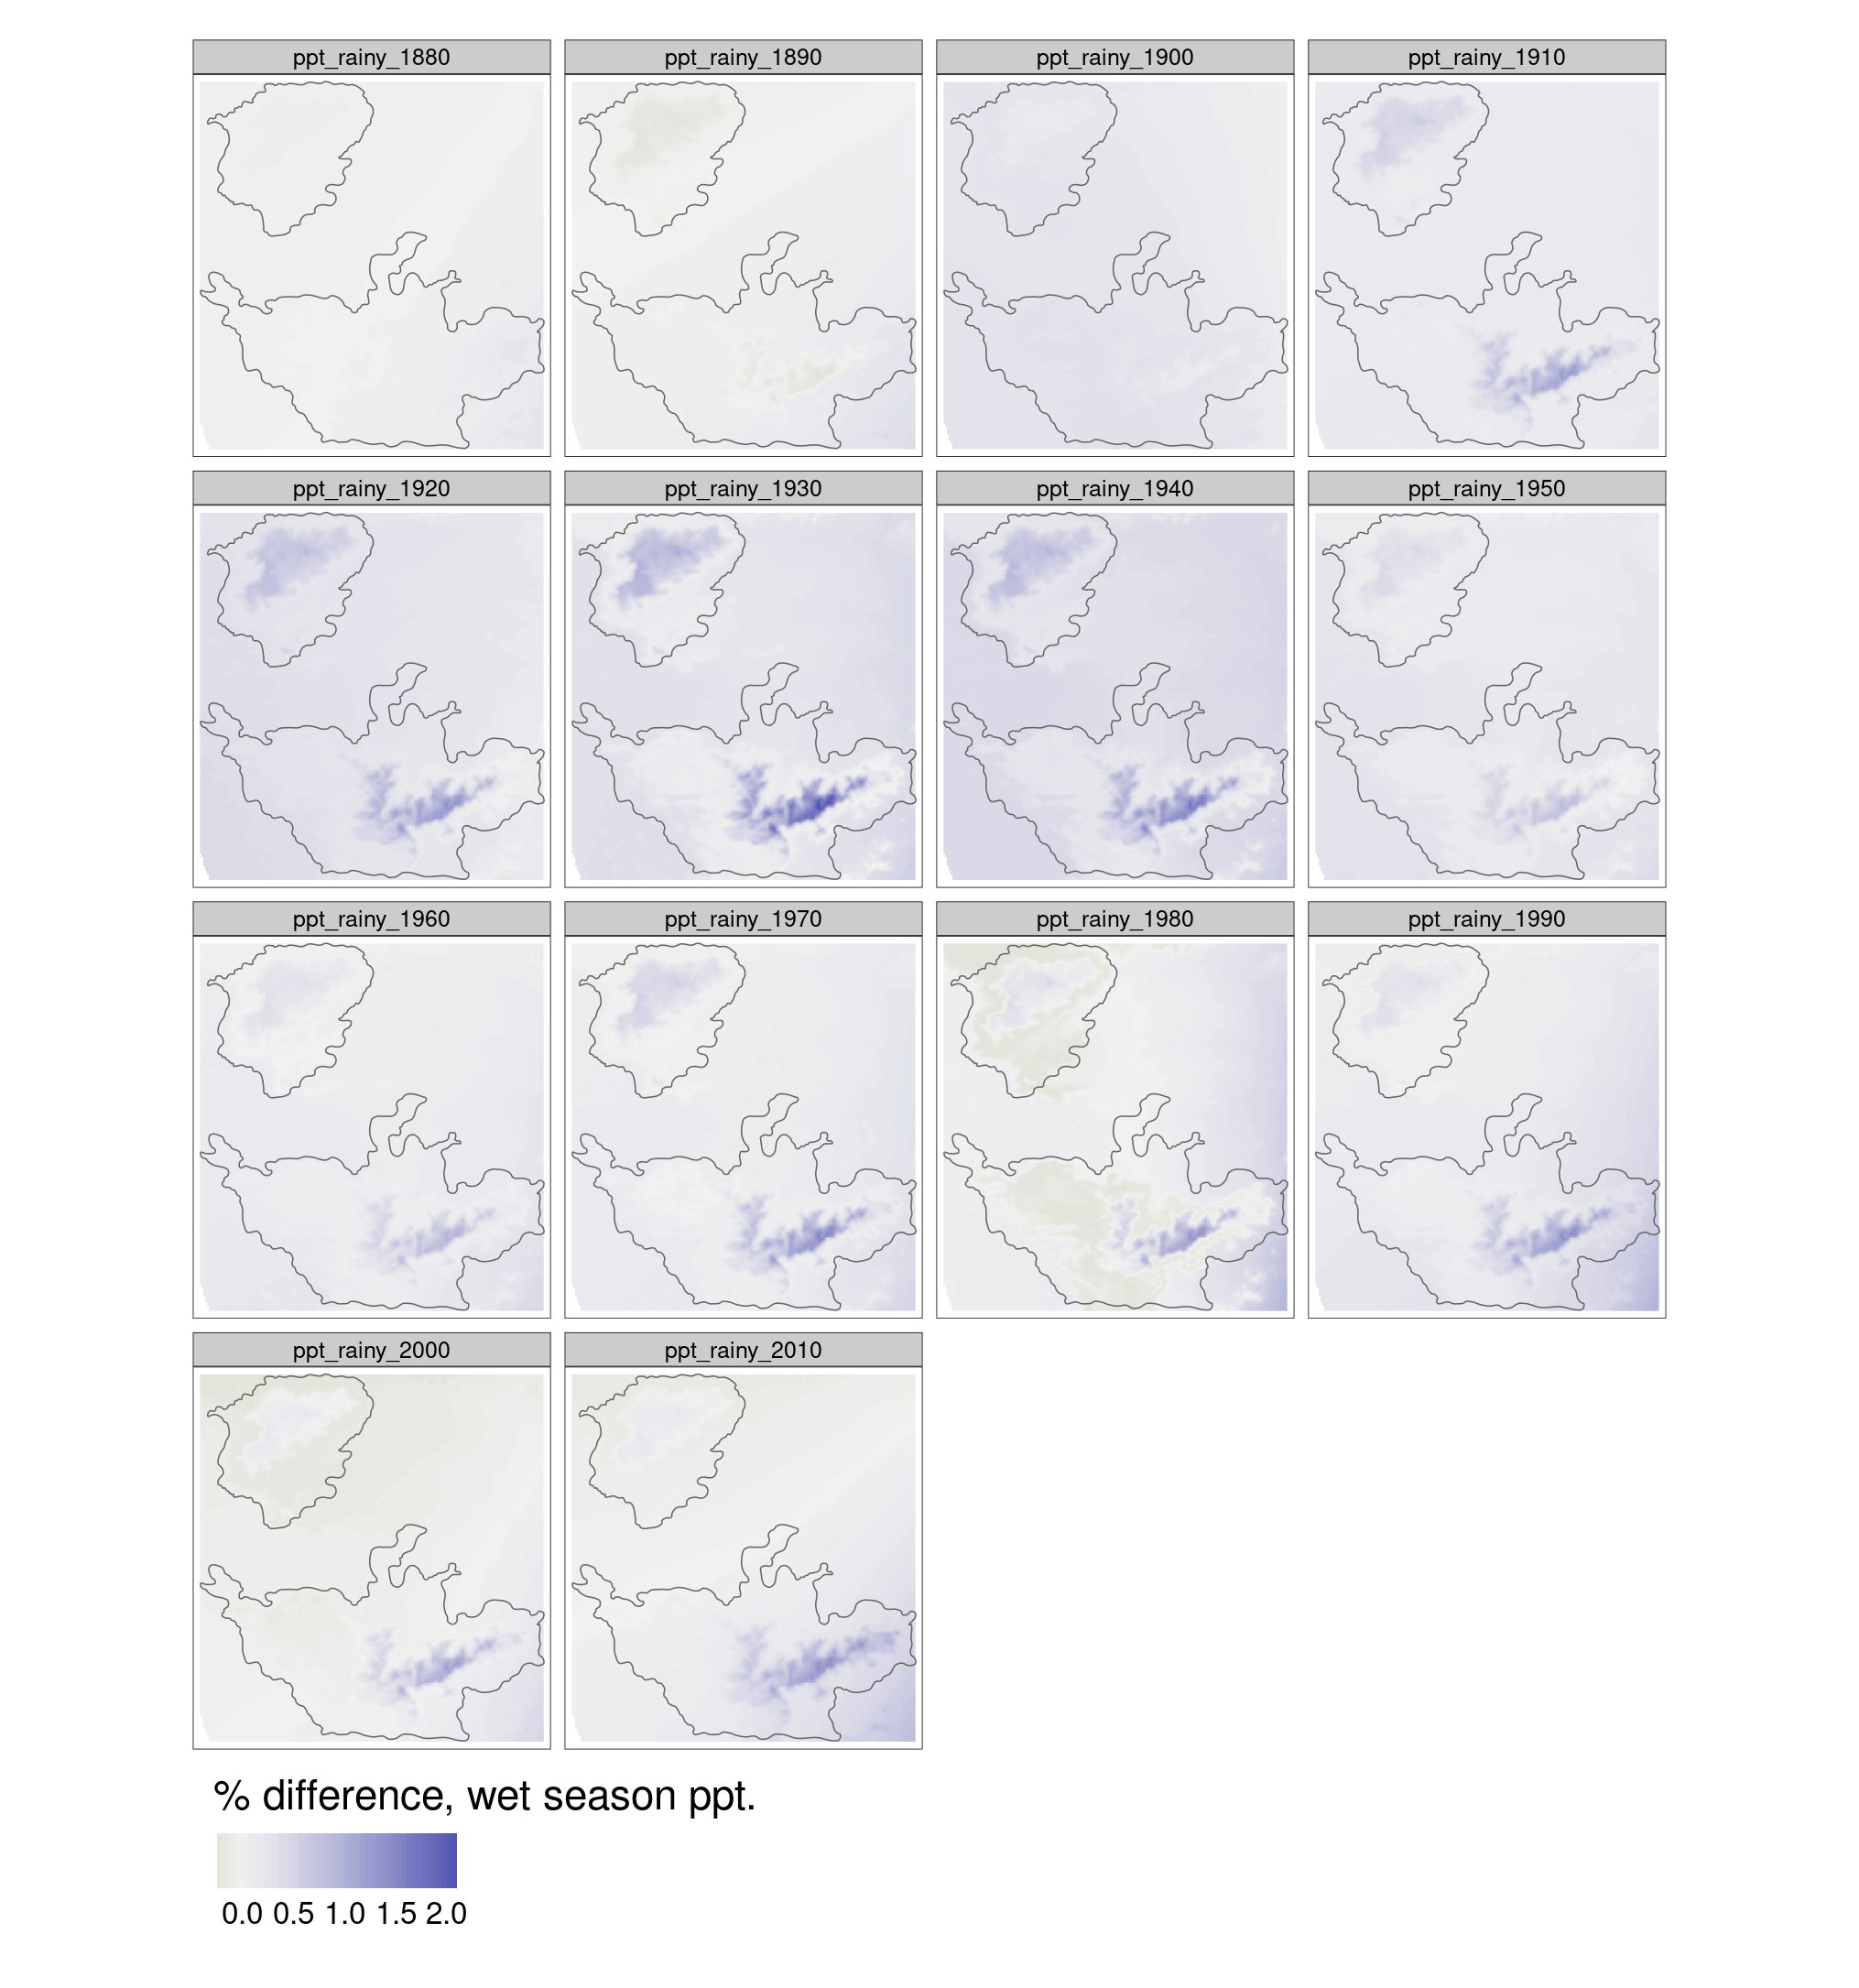 ppt_rainy_1880 ppt_rainy_1890 ppt_rainy_1900 ppt_rainy_1910
ppt_rainy_1920 ppt_rainy_1930 ppt_rainy_1940 ppt_rainy_1950
ppt_rainy_1960 ppt_rainy_1970 ppt_rainy_1980 ppt_rainy_1990
ppt_rainy_2000 ppt_rainy_2010
% difference, wet season ppt.
0.0 0.5 1.0 1.5 2.0